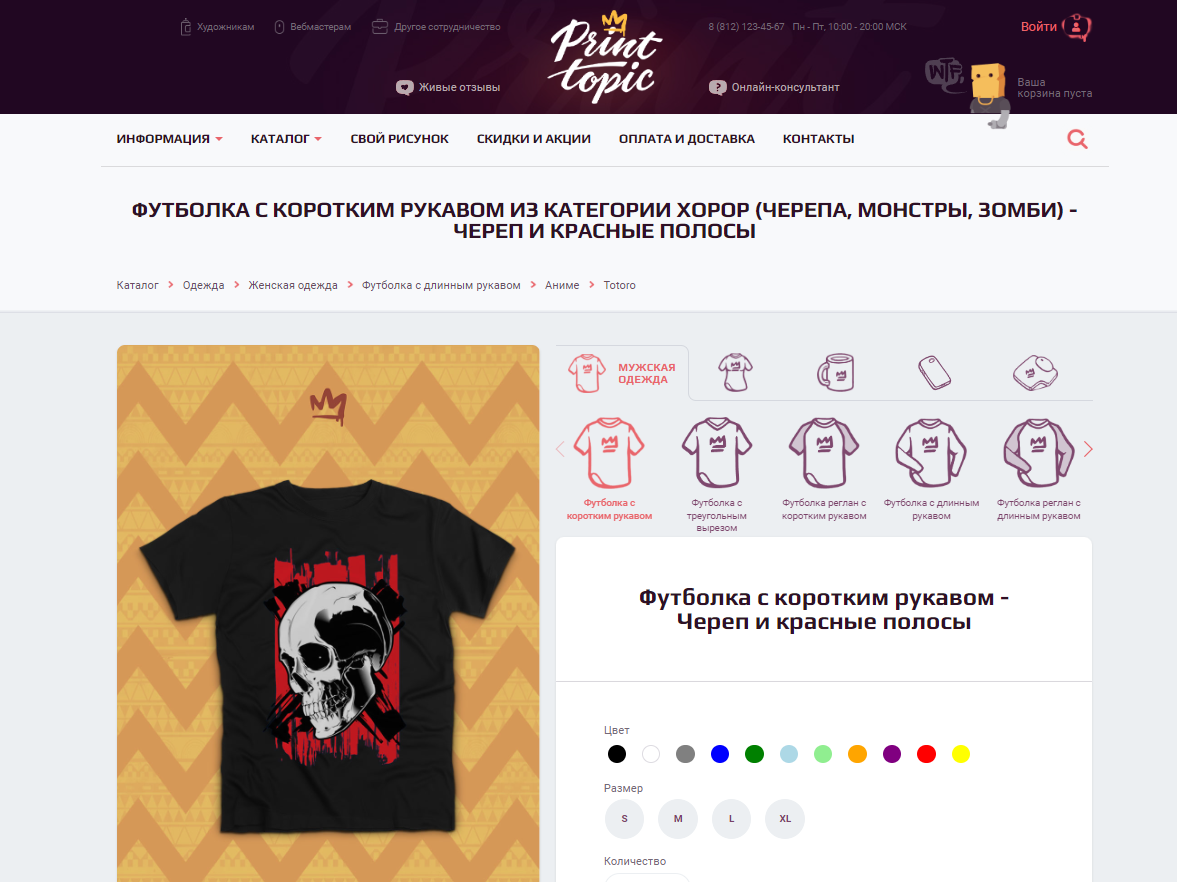 Художникам
Вебмастерам
Другое сотрудничество
Print
topic
8 (812) 123-45-67 Пн - Пт, 10:00 - 20:00 МСК
Войти
Живые отзывы
Онлайн-консультант
WTF
Ваша
корзина пуста
ИНФОРМАЦИЯ КАТАЛОГ СВОЙ РИСУНОК СКИДКИ И АКЦИИ ОПЛАТА И ДОСТАВКА КОНТАКТЫ
ФУТБОЛКА С КОРОТКИМ РУКАВОМ ИЗ КАТЕГОРИИ ХОРОР (ЧЕРЕПА, МОНСТРЫ, ЗОМБИ) -
ЧЕРЕП И КРАСНЫЕ ПОЛОСЫ
Каталог > Одежда > Женская одежда > Футболка с длинным рукавом > Аниме > Totoro
МУЖСКАЯ
ОДЕЖДА
Футболка с
коротким рукавом
Футболка с
треугольным
вырезом
Футболка реглан с
коротким рукавом
Футболка с длинным
рукавом
Футболка реглан с
длинным рукавом
Футболка с коротким рукавом -
Череп и красные полосы
Цвет
Размер
S M L XL
Количество